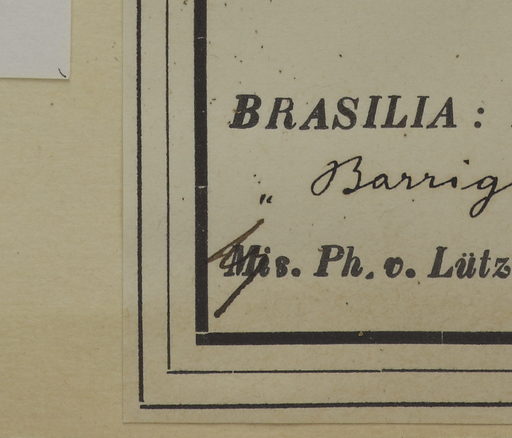 BRASILIA:
" Barrig
Mis. Ph. v. Lütz